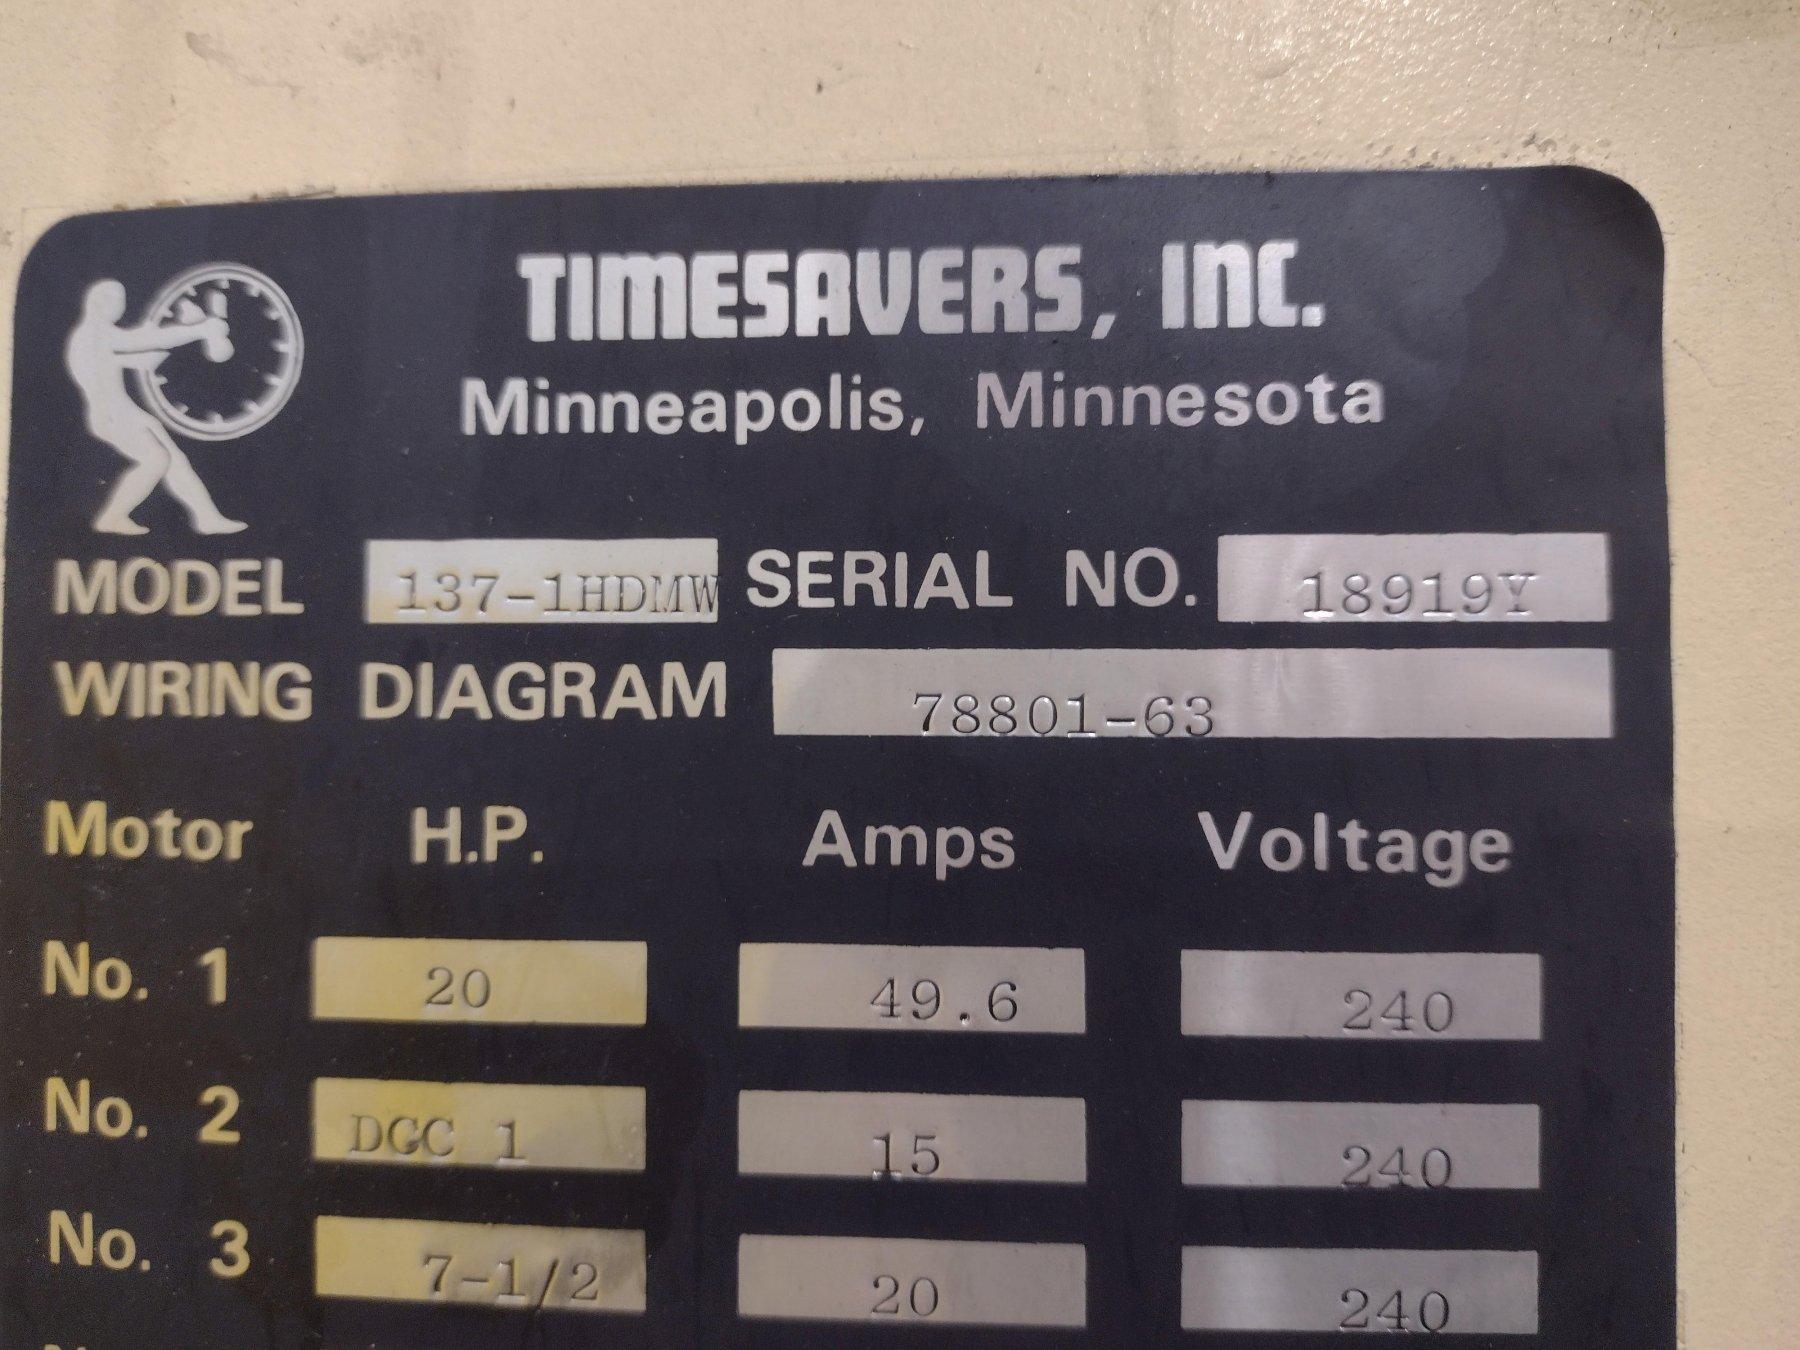 TIMESAVERS, INC.
Minneapolis, Minnesota
MODEL 137-1HDMW SERIAL NO. 18919Y
WIRING DIAGRAM 78801-63
Motor H.P. Amps Voltage
No. 1 20 49.6 240
No. 2 DGC 1 15 240
No. 3 7-1/2 20 240